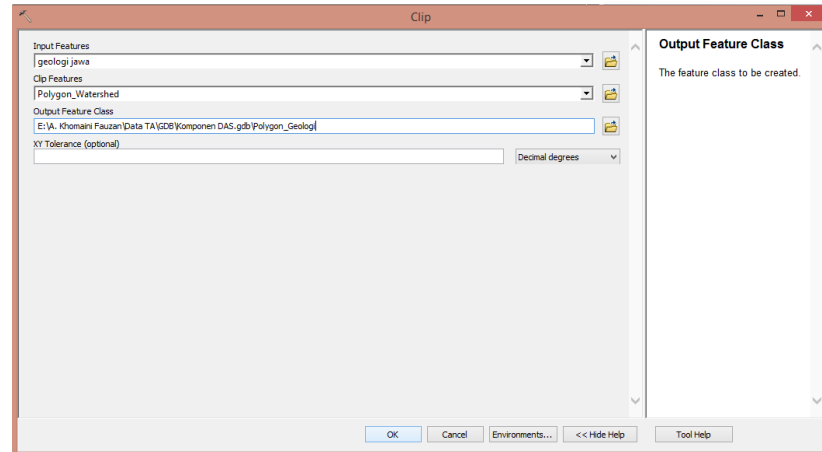 Clip
Input Features
geologi jawa
Clip Features
Polygon_Watershed
Output Feature Class
E:\A. Khomaini Fauzan\Data TA\GDB\Komponen DAS.gdb\Polygon_Geologi
XY Tolerance (optional)
Decimal degrees
OK
Cancel
Environments...
<< Hide Help
Output Feature Class
The feature class to be created.
Tool Help